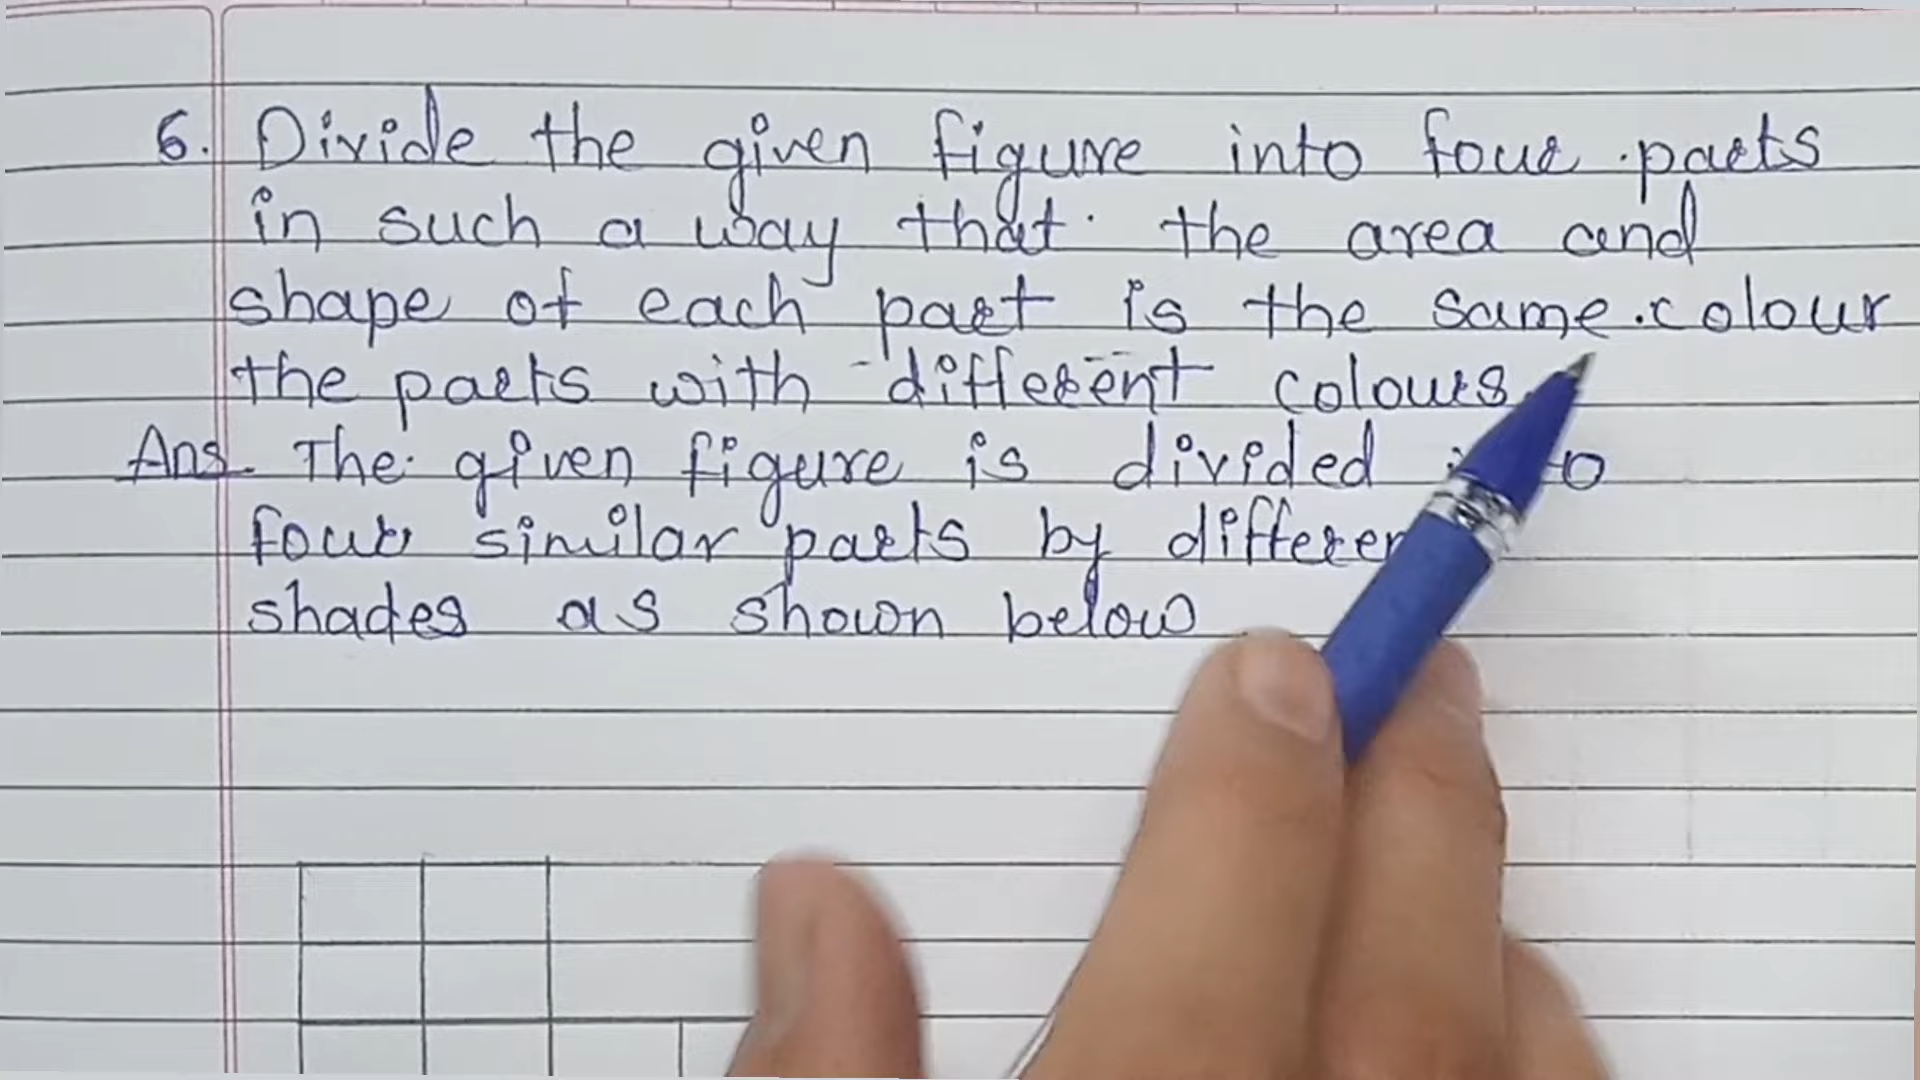 6. Divide the given figure into four parts
in such a way that the area and
shape of each part is the same. colour
the parts with different colours
Ans The given figure is divided
four similar parts by
shades as shown below